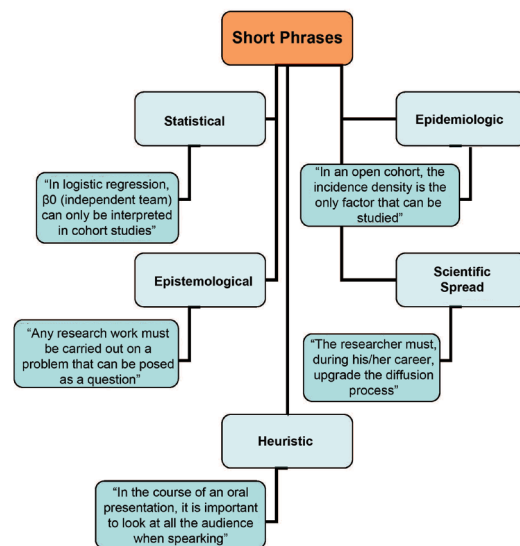 Short Phrases
Statistical
“In logistic regression,
β0 (independent team)
can only be interpreted
in cohort studies”
Epidemiologic
“In an open cohort, the
incidence density is the
only factor that can be
studied”
Epistemological
“Any research work must
be carried out on a
problem that can be posed
as a question”
Scientific
Spread
“The researcher must,
during his/her career,
upgrade the diffusion
process”
Heuristic
“In the course of an oral
presentation, it is important
to look at all the audience
when spearking”